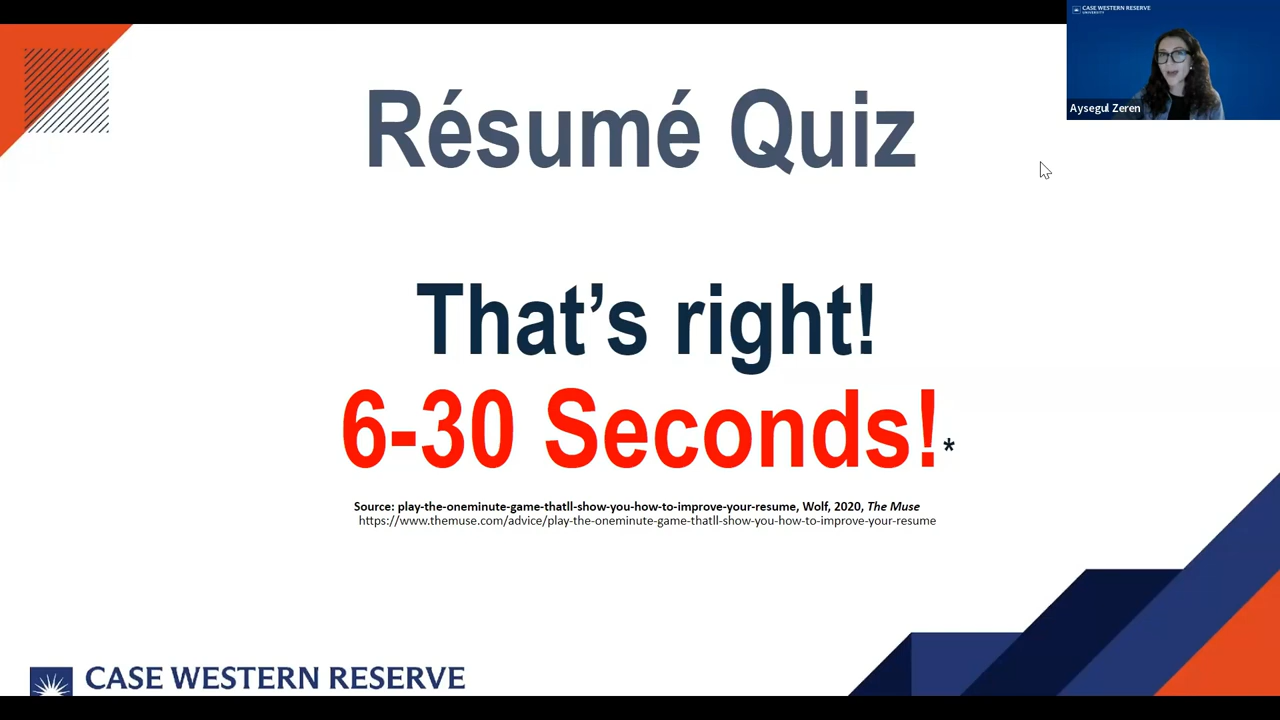 CASE WESTERN RESERVE
UNIVERSITY
Aysegul Zeren
Résumé Quiz
That’s right!
6-30 Seconds!*
Source: play-the-oneminute-game-thatll-show-you-how-to-improve-your-resume, Wolf, 2020, The Muse
https://www.themuse.com/advice/play-the-oneminute-game-thatll-show-you-how-to-improve-your-resume
CASE WESTERN RESERVE